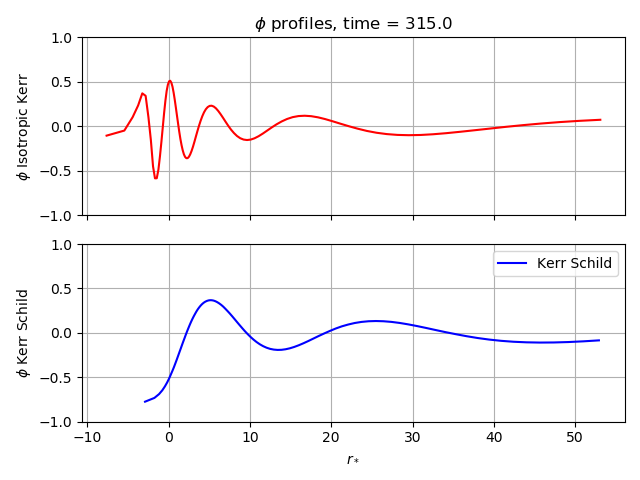 ϕ profiles, time = 315.0
ϕ Isotropic Kerr
1.0
0.5
0.0
−0.5
−1.0
ϕ Kerr Schild
1.0
0.5
0.0
−0.5
−1.0
Kerr Schild
−10 0 10 20 30 40 50
r*